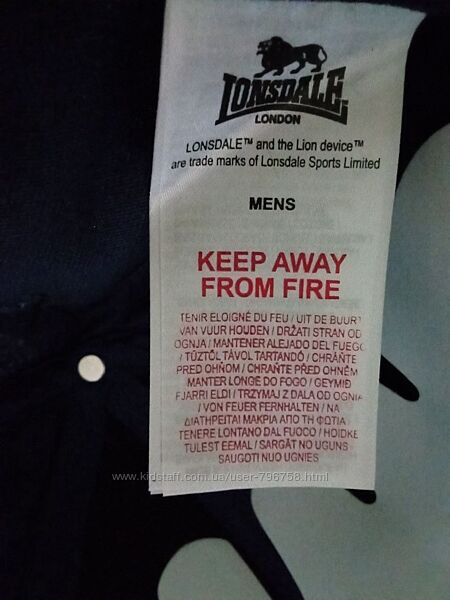 LONSDALE
LONDON
LONSDALE™ and the Lion device™
are trade marks of Lonsdale Sports Limited
MENS
KEEP AWAY
FROM FIRE
TENIR ELOIGNÉ DU FEU / UIT DE BUURT
VAN VUUR HOUDEN / DRŽATI STRAN OD
OGNJA / MANTENER ALEJADO DEL FUEGO
/ TŰZTŐL TÁVOL TARTANDÓ / CHRÁŇTE
PRED OHŇOM / CHRAŇTE PŘED OHNĚM
MANTER LONGE DO FOGO / GEYMIÐ
FJARRI ELDI / TRZYMAJ Z DALA OD OGNIA
/ VON FEUER FERNHALTEN / ΝΑ
ΔΙΑΤΗΡΕΙΤΑΙ ΜΑΚΡΙΑ ΑΠΟ ΤΗ ΦΩΤΙΑ
TENERE LONTANO DAL FUOCO / HOIDKE
TULEST EEMAL / SARGĀT NO UGUNS
SAUGOTI NUO UGNIES
www.kidstaff.com.ua/user-796758.html